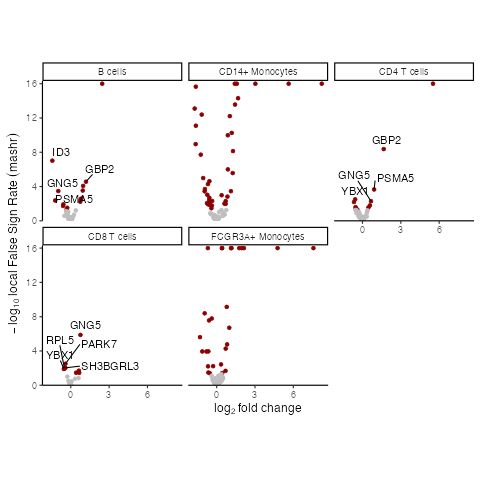 B cells
CD14+ Monocytes
CD4 T cells
16
12
8
4
0
ID3
GBP2
GNG5
PSMA5
GBP2
GNG5
PSMA5
YBX1
0
3
6
CD8 T cells
FCGR3A+ Monocytes
16
12
8
4
0
GNG5
RPL5
PARK7
YBX1
SH3BGRL3
0
3
6
0
3
6
log₂ fold change
−log₁₀ local False Sign Rate (mashr)